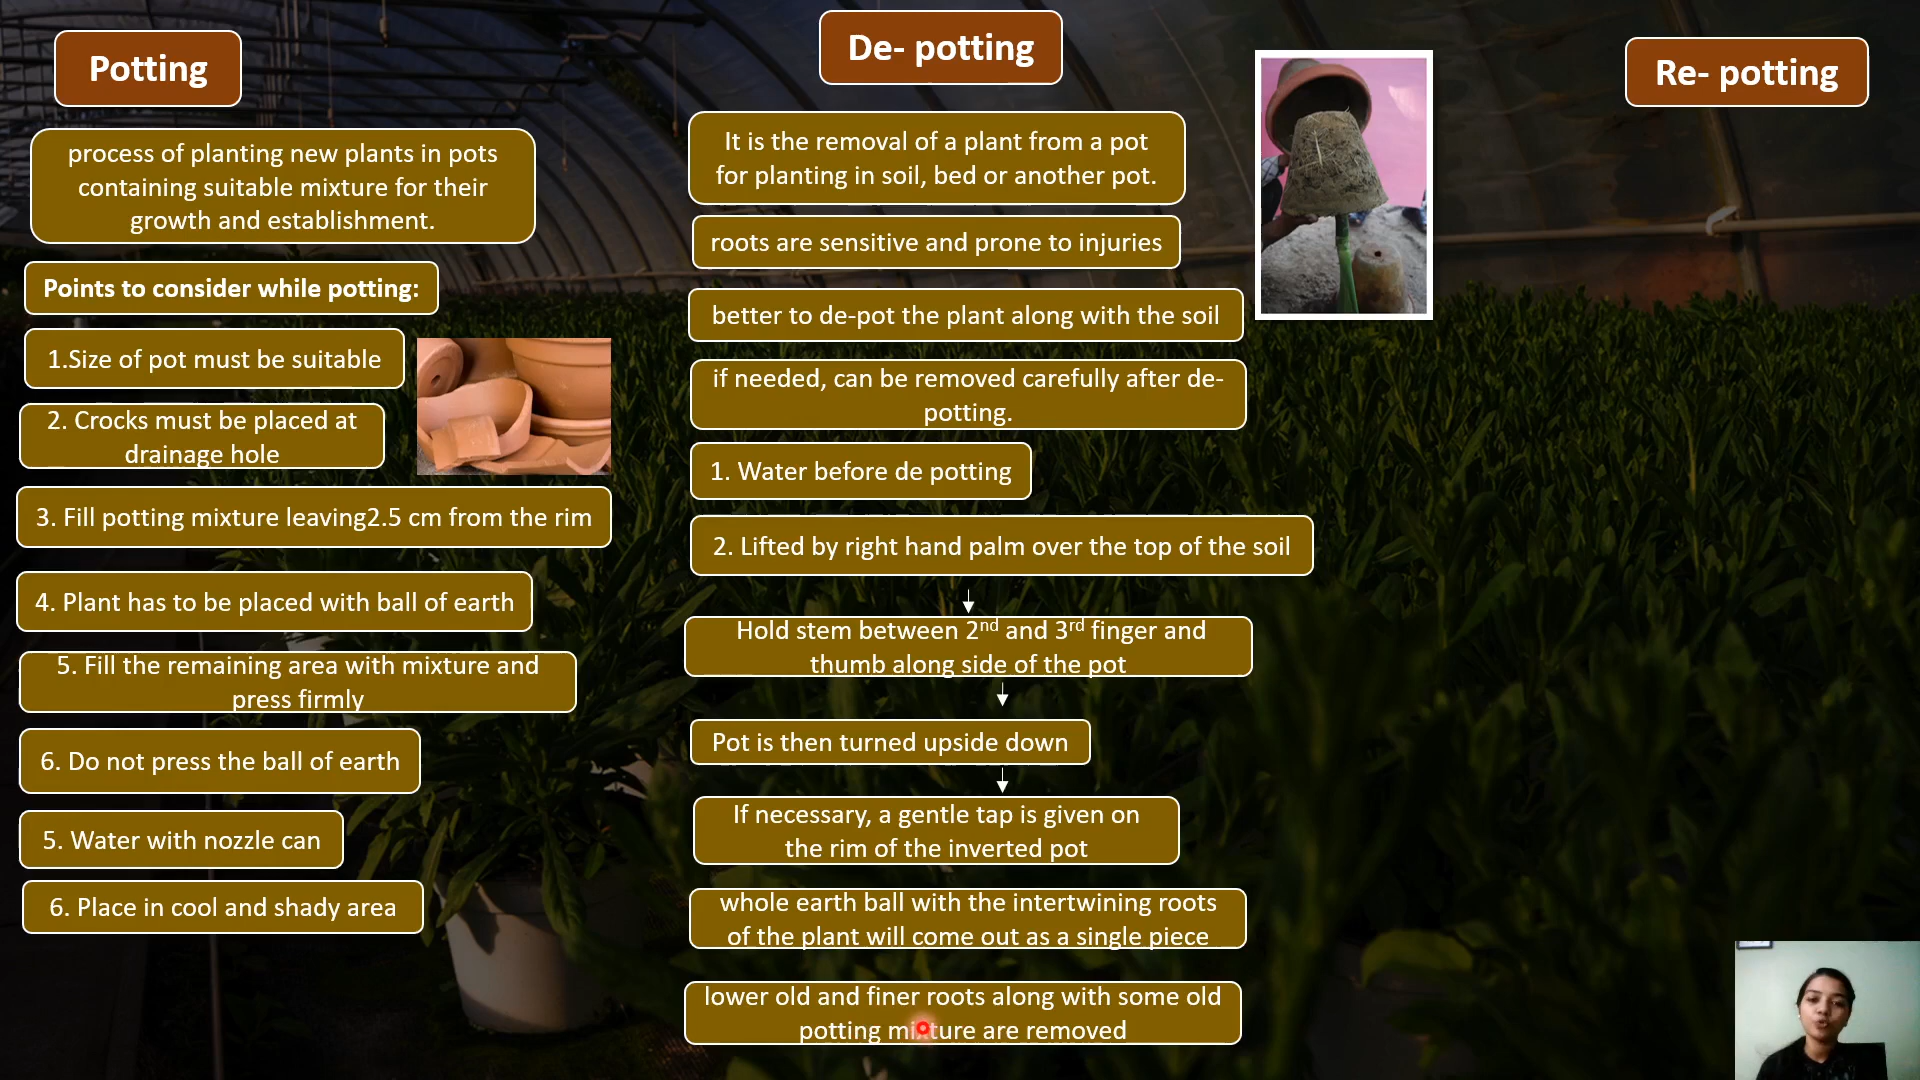 Potting
process of planting new plants in pots
containing suitable mixture for their
growth and establishment.
Points to consider while potting:
1.Size of pot must be suitable
2. Crocks must be placed at
drainage hole
3. Fill potting mixture leaving2.5 cm from the rim
4. Plant has to be placed with ball of earth
5. Fill the remaining area with mixture and
press firmly
6. Do not press the ball of earth
5. Water with nozzle can
6. Place in cool and shady area
De- potting
It is the removal of a plant from a pot
for planting in soil, bed or another pot.
roots are sensitive and prone to injuries
better to de-pot the plant along with the soil
if needed, can be removed carefully after de-
potting.
1. Water before de potting
2. Lifted by right hand palm over the top of the soil
Hold stem between 2nd and 3rd finger and
thumb along side of the pot
Pot is then turned upside down
If necessary, a gentle tap is given on
the rim of the inverted pot
whole earth ball with the intertwining roots
of the plant will come out as a single piece
lower old and finer roots along with some old
potting mixture are removed
Re- potting